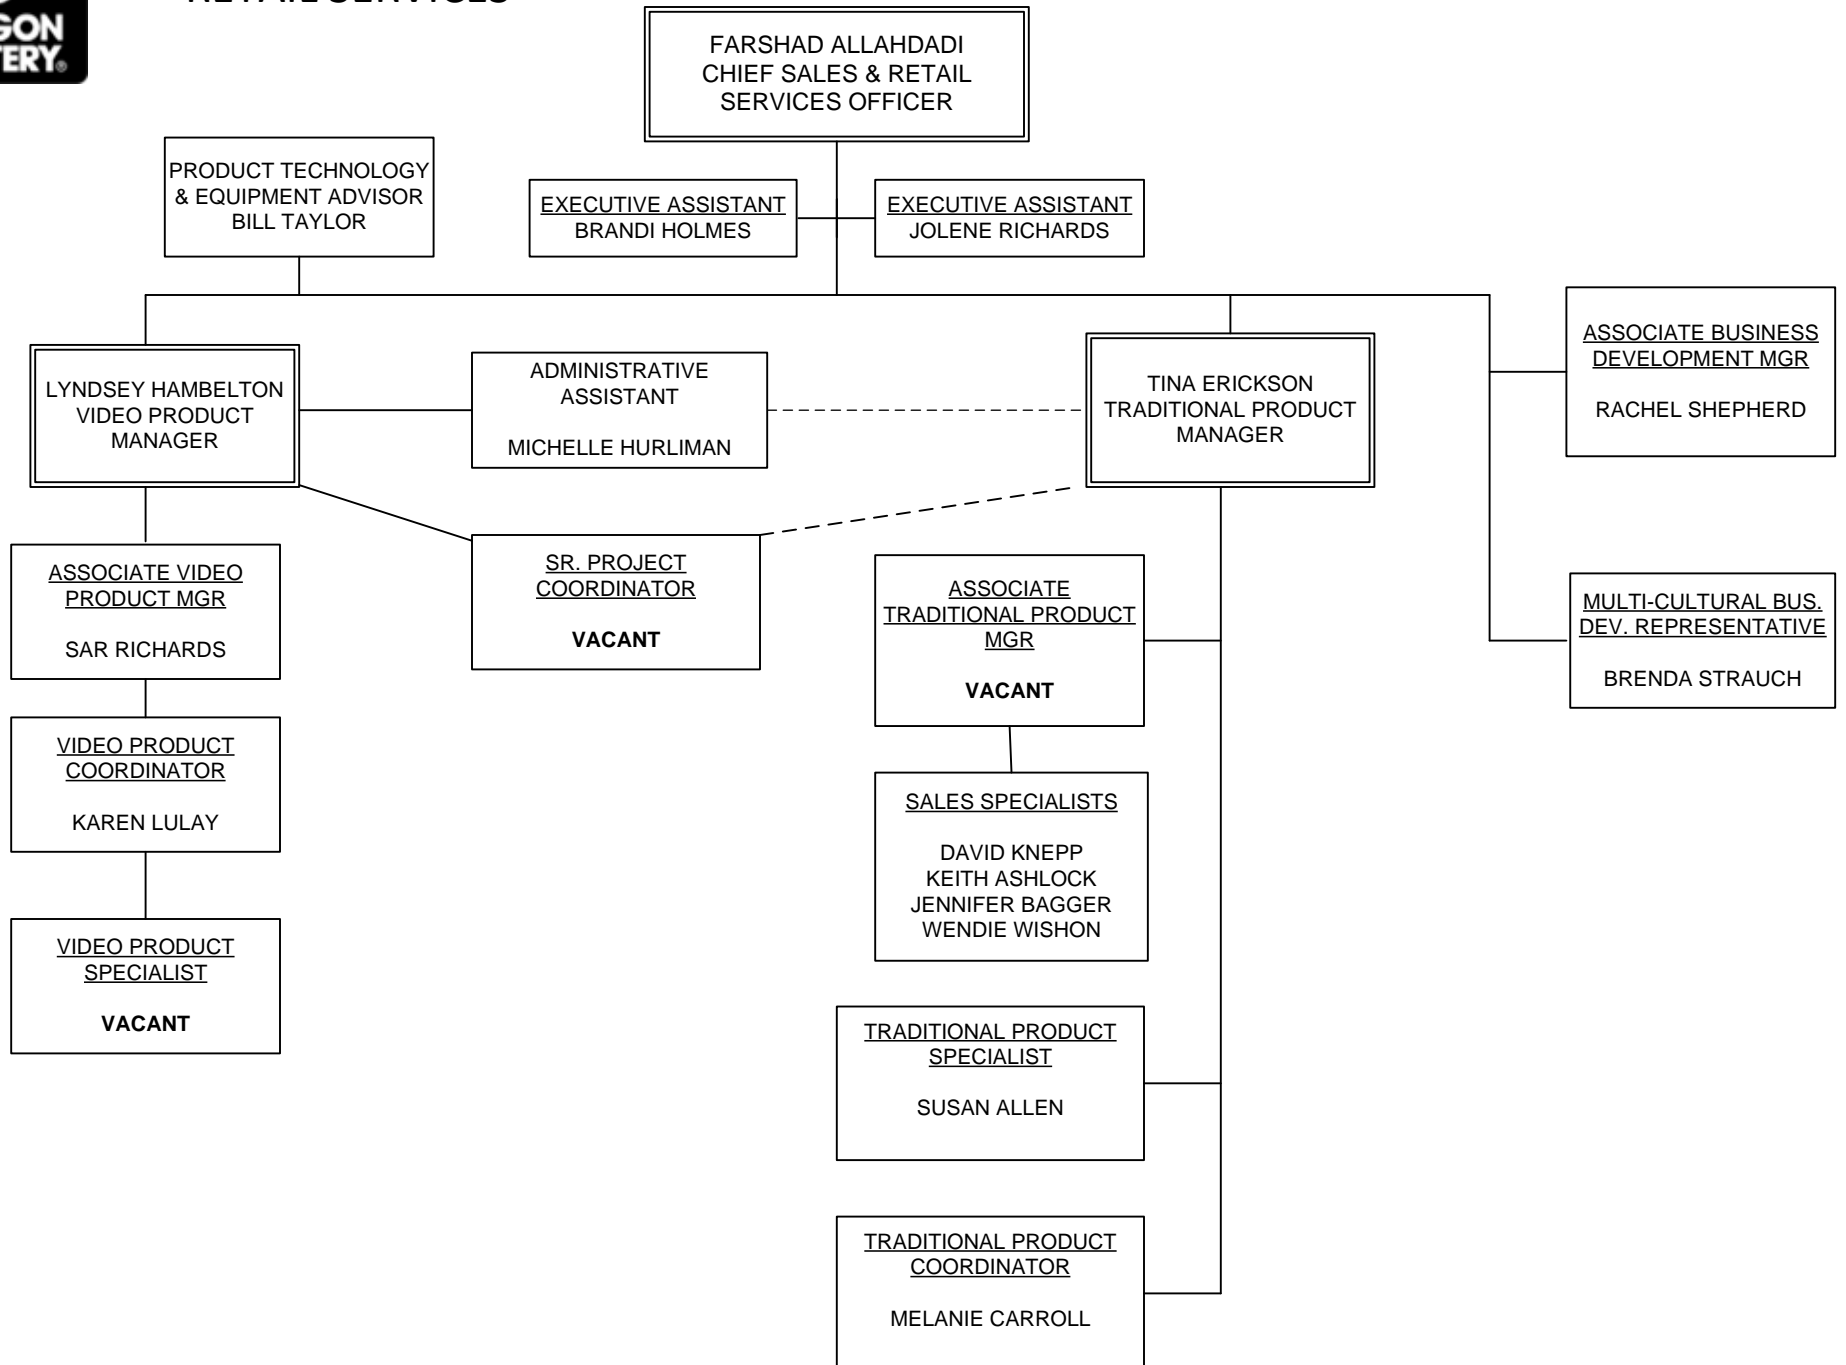 RETAIL SERVICES
GON
TERY®
FARSHAD ALLAHDADI
CHIEF SALES & RETAIL
SERVICES OFFICER
PRODUCT TECHNOLOGY
& EQUIPMENT ADVISOR
BILL TAYLOR
EXECUTIVE ASSISTANT
BRANDI HOLMES
EXECUTIVE ASSISTANT
JOLENE RICHARDS
LYNDSEY HAMBELTON
VIDEO PRODUCT
MANAGER
ADMINISTRATIVE
ASSISTANT
MICHELLE HURLIMAN
TINA ERICKSON
TRADITIONAL PRODUCT
MANAGER
ASSOCIATE BUSINESS
DEVELOPMENT MGR
RACHEL SHEPHERD
ASSOCIATE VIDEO
PRODUCT MGR
SAR RICHARDS
SR. PROJECT
COORDINATOR
VACANT
ASSOCIATE
TRADITIONAL PRODUCT
MGR
VACANT
MULTI-CULTURAL BUS.
DEV. REPRESENTATIVE
BRENDA STRAUCH
VIDEO PRODUCT
COORDINATOR
KAREN LULAY
SALES SPECIALISTS
DAVID KNEPP
KEITH ASHLOCK
JENNIFER BAGGER
WENDIE WISHON
VIDEO PRODUCT
SPECIALIST
VACANT
TRADITIONAL PRODUCT
SPECIALIST
SUSAN ALLEN
TRADITIONAL PRODUCT
COORDINATOR
MELANIE CARROLL